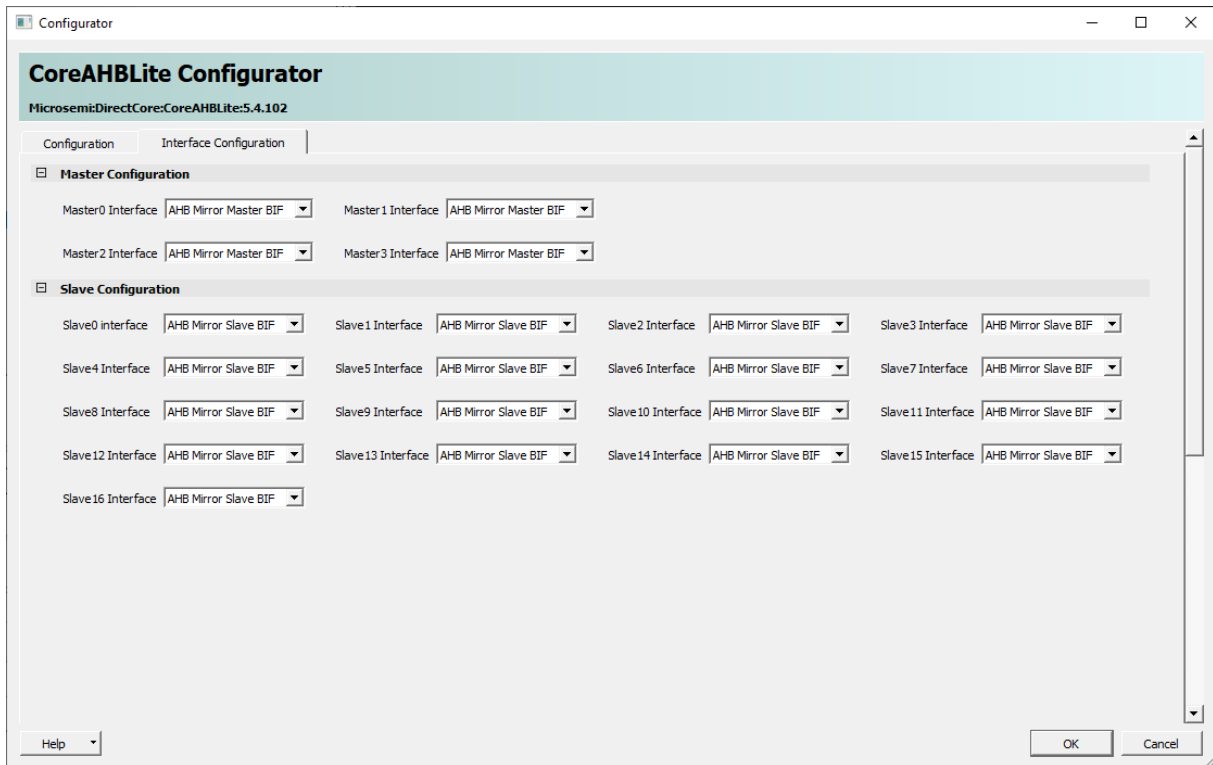 Configurator
CoreAHBLite Configurator
Microsemi:DirectCore:CoreAHBLite:5.4.102
Configuration Interface Configuration
Master Configuration
Master0 Interface AHB Mirror Master BIF Master1 Interface AHB Mirror Master BIF
Master2 Interface AHB Mirror Master BIF Master3 Interface AHB Mirror Master BIF
Slave Configuration
Slave0 interface AHB Mirror Slave BIF Slave1 Interface AHB Mirror Slave BIF Slave2 Interface AHB Mirror Slave BIF Slave3 Interface AHB Mirror Slave BIF
Slave4 Interface AHB Mirror Slave BIF Slave5 Interface AHB Mirror Slave BIF Slave6 Interface AHB Mirror Slave BIF Slave7 Interface AHB Mirror Slave BIF
Slave8 Interface AHB Mirror Slave BIF Slave9 Interface AHB Mirror Slave BIF Slave10 Interface AHB Mirror Slave BIF Slave11 Interface AHB Mirror Slave BIF
Slave12 Interface AHB Mirror Slave BIF Slave13 Interface AHB Mirror Slave BIF Slave14 Interface AHB Mirror Slave BIF Slave15 Interface AHB Mirror Slave BIF
Slave16 Interface AHB Mirror Slave BIF
Help OK Cancel